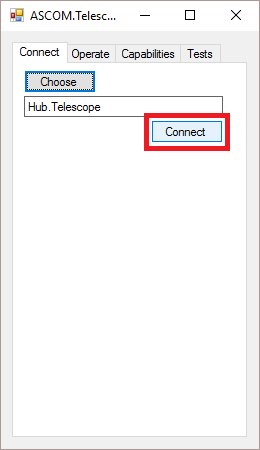 ASCOM.Telesc...
Connect Operate Capabilities Tests
Choose
Hub.Telescope
Connect